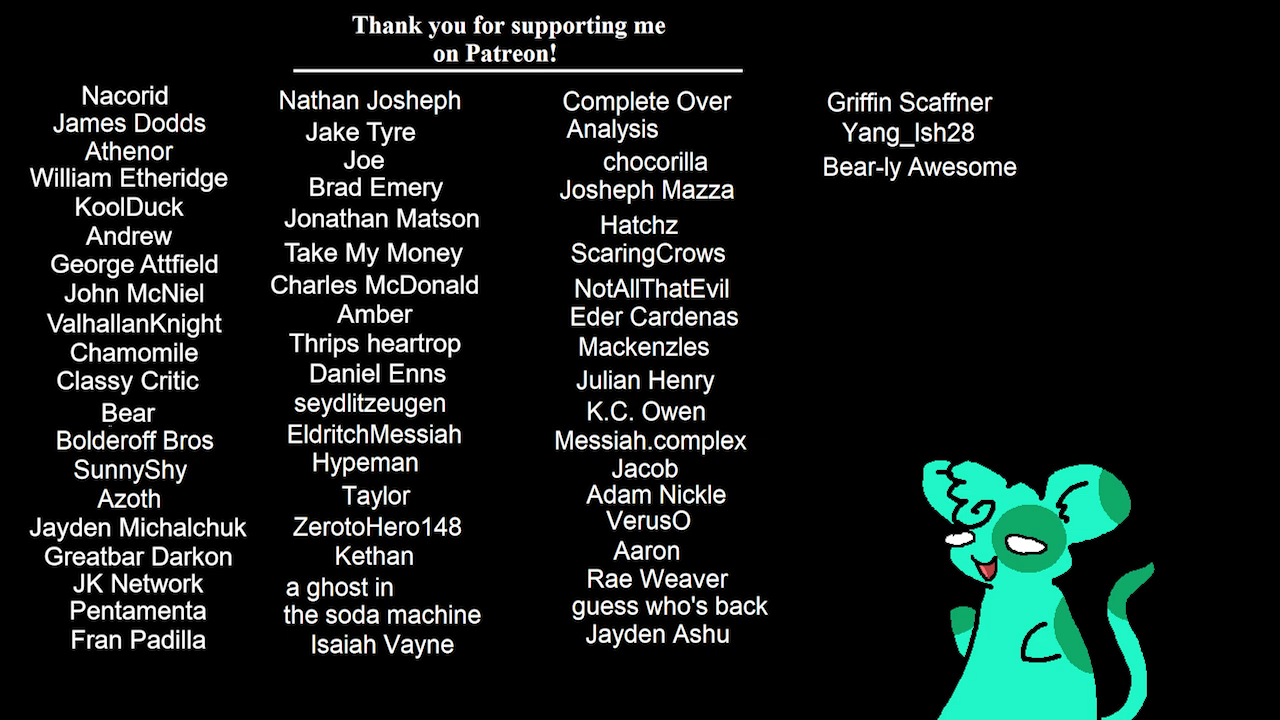 Thank you for supporting me
on Patreon!
Nacorid
James Dodds
Athenor
William Etheridge
KoolDuck
Andrew
George Attfield
John McNiel
ValhallanKnight
Chamomile
Classy Critic
Bear
Bolderoff Bros
SunnyShy
Azoth
Jayden Michalchuk
Greatbar Darkon
JK Network
Pentamenta
Fran Padilla
Nathan Josheph
Jake Tyre
Joe
Brad Emery
Jonathan Matson
Take My Money
Charles McDonald
Amber
Thrips heartrop
Daniel Enns
seydlitzeugen
EldritchMessiah
Hypeman
Taylor
ZerotoHero148
Kethan
a ghost in
the soda machine
Isaiah Vayne
Complete Over
Analysis
chocorilla
Josheph Mazza
Hatchz
ScaringCrows
NotAllThatEvil
Eder Cardenas
Mackenzles
Julian Henry
K.C. Owen
Messiah.complex
Jacob
Adam Nickle
VerusO
Aaron
Rae Weaver
guess who's back
Jayden Ashu
Griffin Scaffner
Yang_Ish28
Bear-ly Awesome